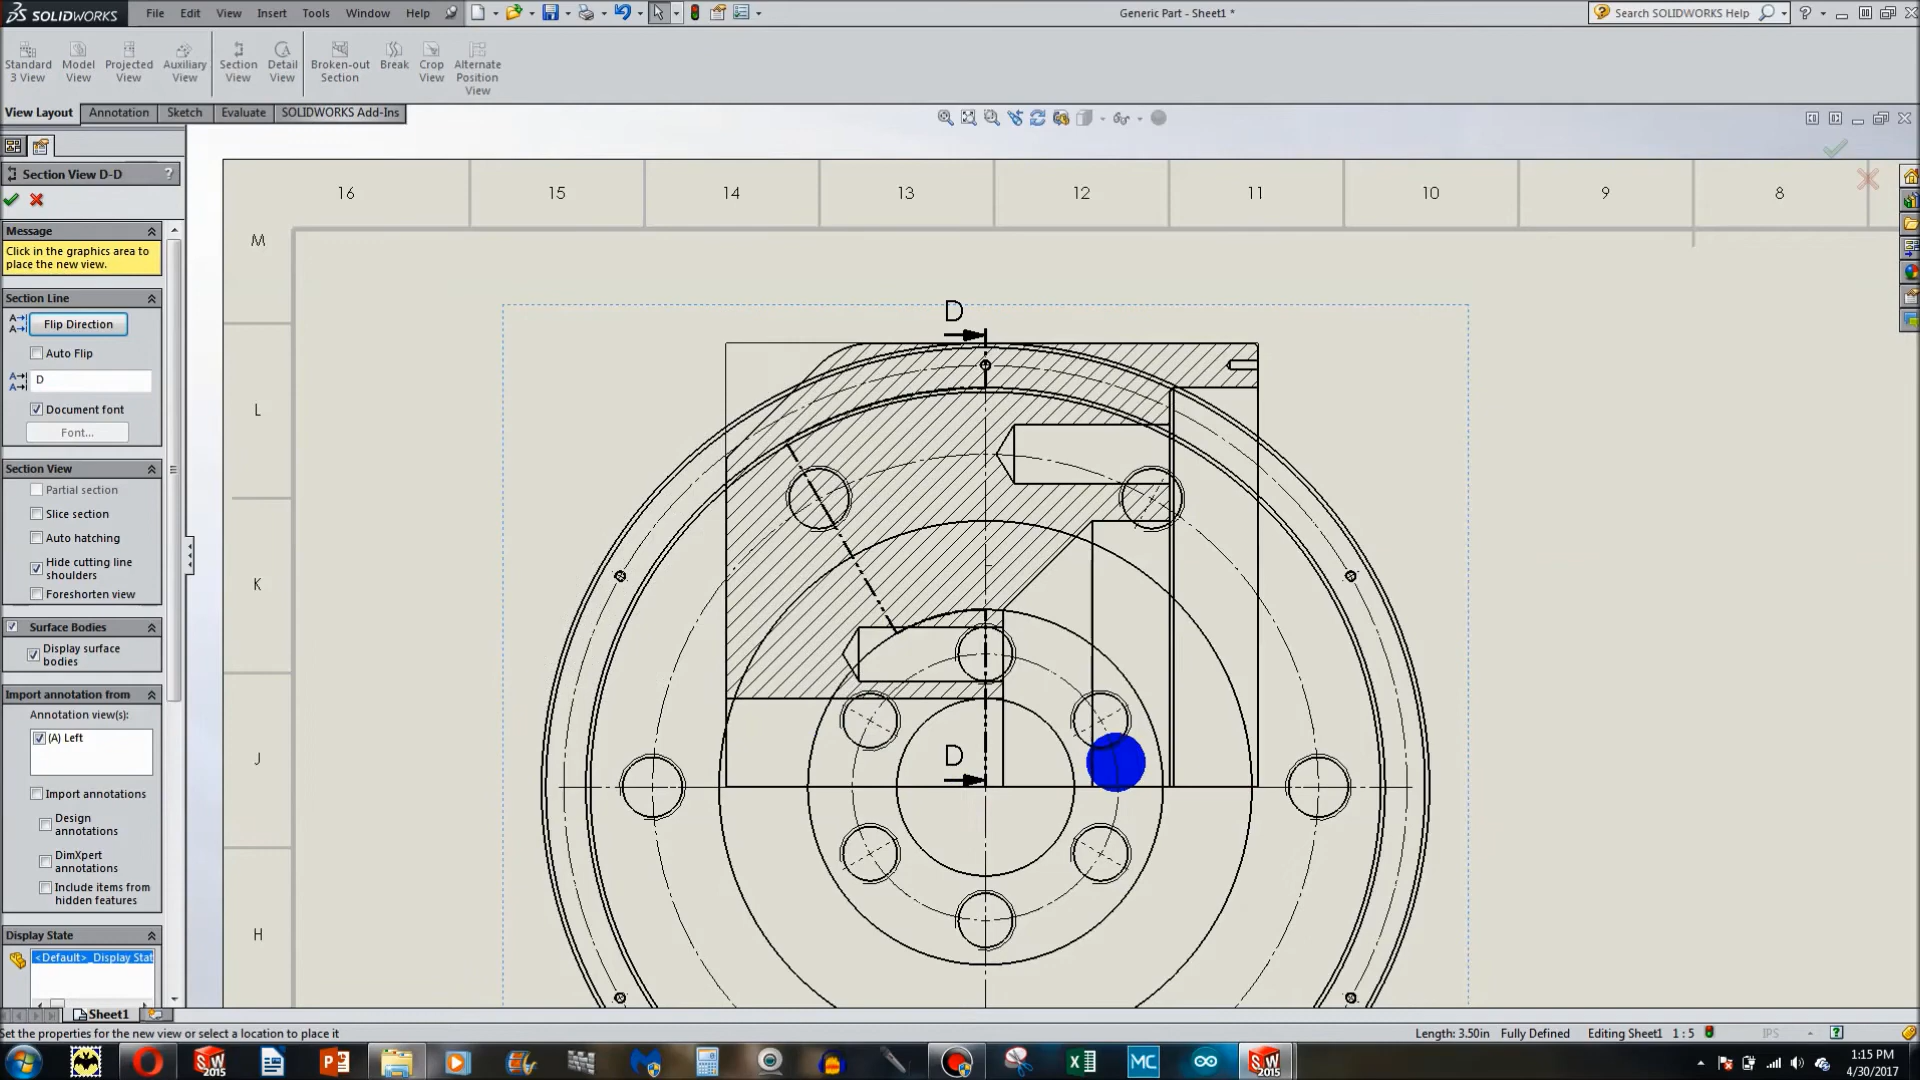 SOLIDWORKS File Edit View Insert Tools Window Help Generic Part - Sheet1 * Search SOLIDWORKS Help
Standard 3 View
Model View
Projected View
Auxiliary View
Section View
Detail View
Broken-out Section
Break
Crop View
Alternate Position View
View Layout Annotation Sketch Evaluate SOLIDWORKS Add-Ins
Section View D-D ?
Message
Click in the graphics area to
place the new view.
Section Line
Flip Direction
Auto Flip
D
Document font
Font...
Section View
Partial section
Slice section
Auto hatching
Hide cutting line
shoulders
Foreshorten view
Surface Bodies
Display surface
bodies
Import annotation from
Annotation view(s):
(A) Left
Import annotations
Design
annotations
DimXpert
annotations
Include items from
hidden features
Display State
<Default>_Display Stat
16 15 14 13 12 11 10 9 8
M
L
K
J
H
D
D
Sheet1
Set the properties for the new view or select a location to place it
Length: 3.50in Fully Defined Editing Sheet1 1 : 5 IPS ?
SW 2015
MC
SW 2015
1:15 PM
4/30/2017